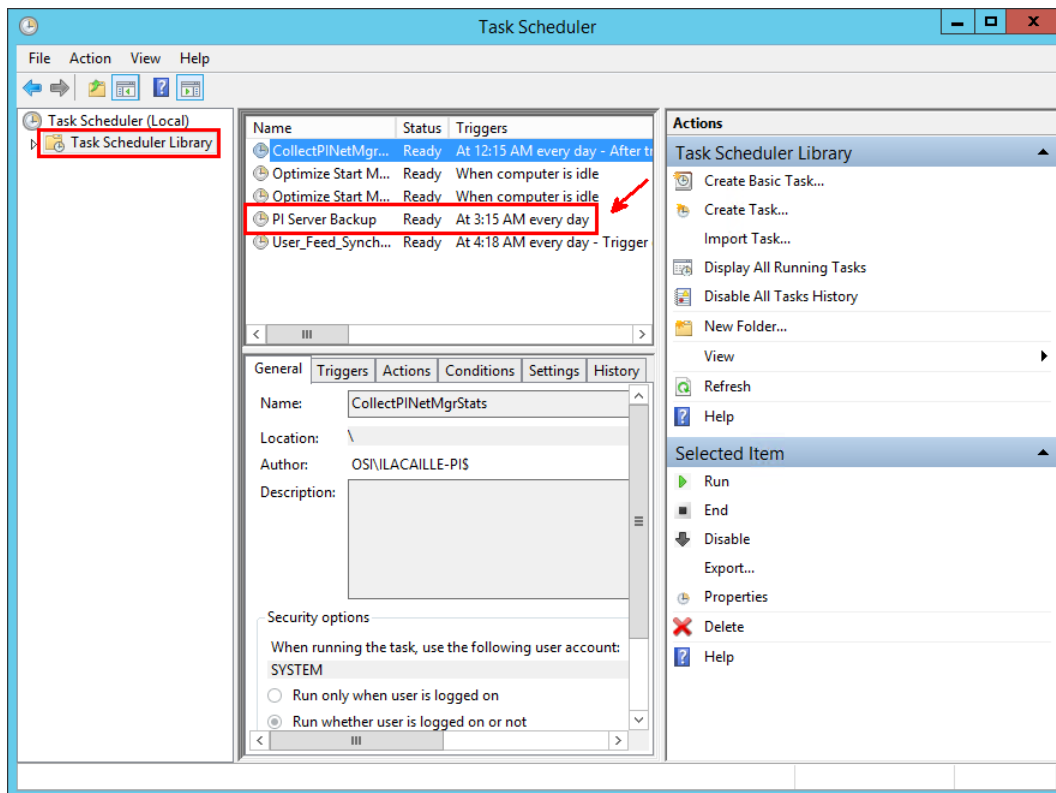 Task Scheduler
File Action View Help
Task Scheduler (Local)
Task Scheduler Library
Name Status Triggers
CollectPINetMgr... Ready At 12:15 AM every day - After tr
Optimize Start M... Ready When computer is idle
Optimize Start M... Ready When computer is idle
PI Server Backup Ready At 3:15 AM every day
User_Feed_Synch... Ready At 4:18 AM every day - Trigger
General Triggers Actions Conditions Settings History
Name: CollectPINetMgrStats
Location: \
Author: OSI\ILACAILLE-PI$
Description:
Security options
When running the task, use the following user account:
SYSTEM
Run only when user is logged on
Run whether user is logged on or not
Actions
Task Scheduler Library
Create Basic Task...
Create Task...
Import Task...
Display All Running Tasks
Disable All Tasks History
New Folder...
View
Refresh
Help
Selected Item
Run
End
Disable
Export...
Properties
Delete
Help